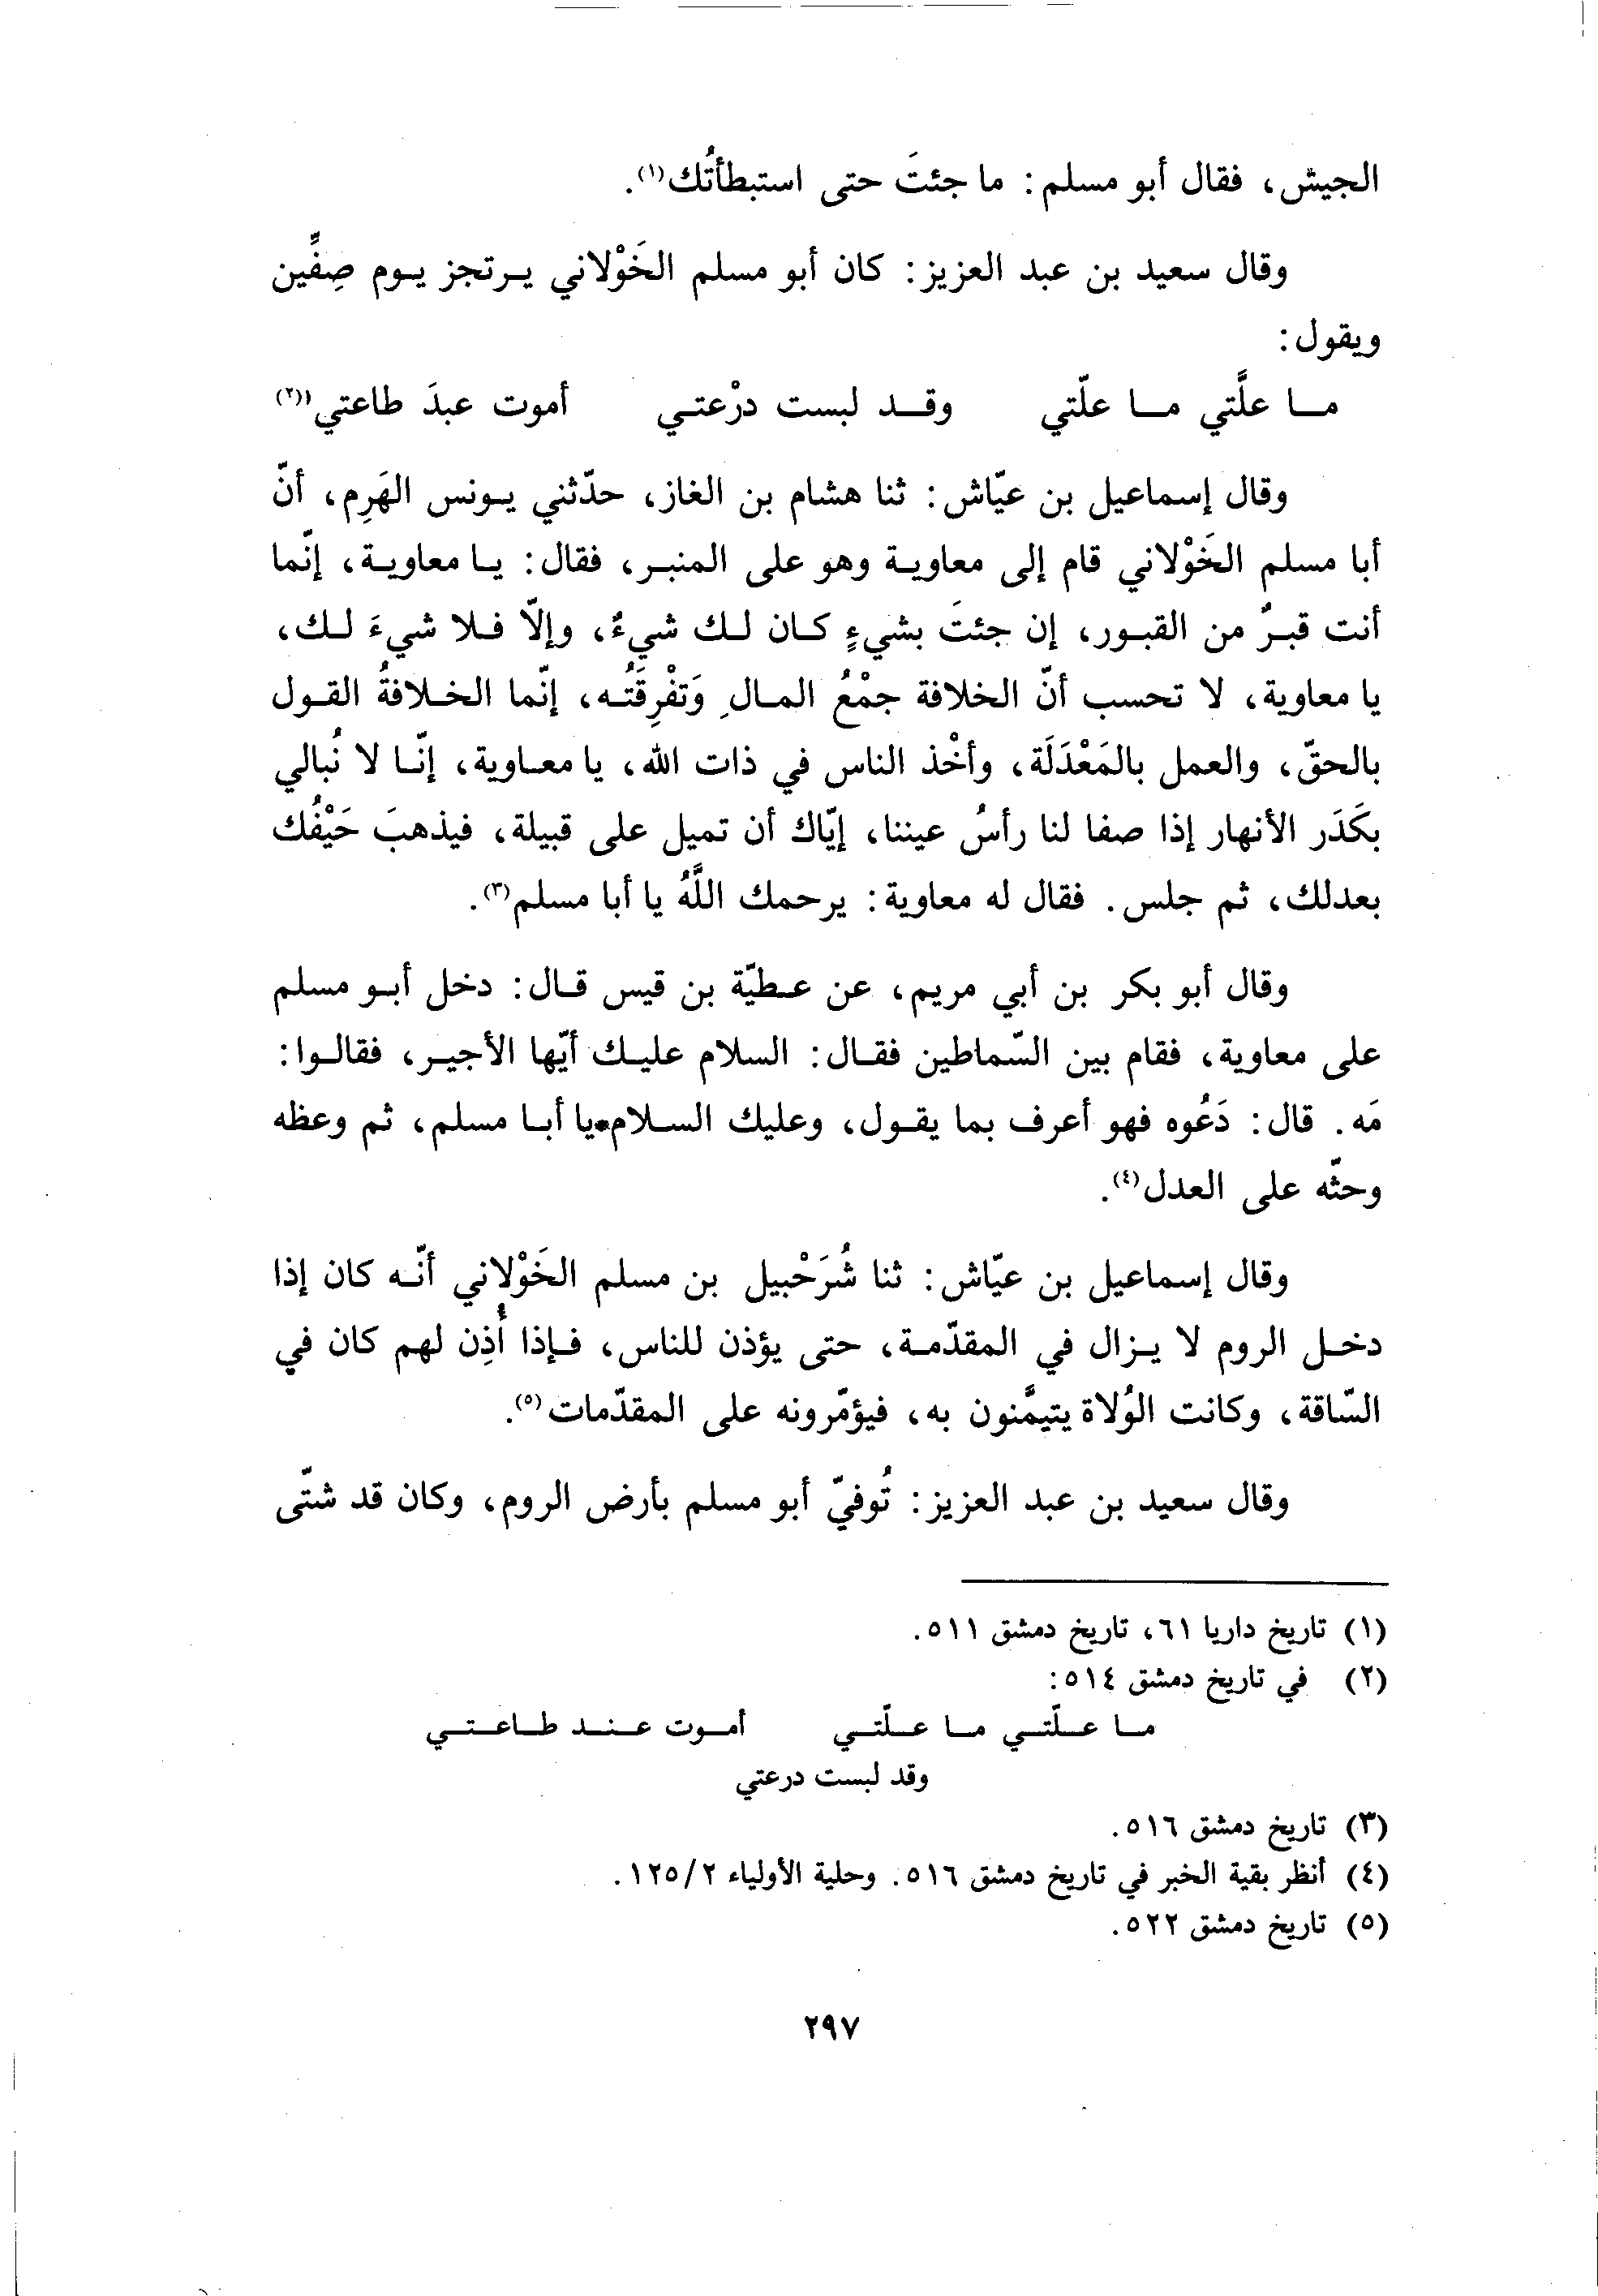 الجيش، فقال أبو مسلم: ما جئتَ حتى استبطأتُك(١).
وقال سعيد بن عبد العزيز: كان أبو مسلم الخَوْلاني يرتجز يوم صِفِّين
ويقول:
ما علَّتي ما علّتي وقد لبست درْعتي أموت عبدَ طاعتي(٢)
وقال إسماعيل بن عيّاش: ثنا هشام بن الغاز، حدّثني يونس الهَرِم، أنّ
أبا مسلم الخَوْلاني قام إلى معاوية وهو على المنبر، فقال: يا معاوية، إنّما
أنت قبرٌ من القبور، إن جئتَ بشيءٍ كان لك شيءٌ، وإلّا فلا شيءَ لك،
يا معاوية، لا تحسب أنّ الخلافة جمْعُ المالِ وَتفْرِقَتُه، إنّما الخلافةُ القول
بالحقّ، والعمل بالمَعْدَلَة، وأخْذ الناس في ذات الله، يا معاوية، إنّا لا نُبالي
بكَدَر الأنهار إذا صفا لنا رأسُ عيننا، إيّاك أن تميل على قبيلة، فيذهبَ حَيْفُك
بعدلك، ثم جلس. فقال له معاوية: يرحمك اللَّهُ يا أبا مسلم(٣).
وقال أبو بكر بن أبي مريم، عن عطيّة بن قيس قال: دخل أبو مسلم
على معاوية، فقام بين السّماطين فقال: السلام عليك أيّها الأجير، فقالوا:
مَه. قال: دَعُوه فهو أعرف بما يقول، وعليك السلام يا أبا مسلم، ثم وعظه
وحثّه على العدل(٤).
وقال إسماعيل بن عيّاش: ثنا شُرَحْبيل بن مسلم الخَوْلاني أنّه كان إذا
دخل الروم لا يزال في المقدّمة، حتى يؤذن للناس، فإذا أُذِن لهم كان في
السّاقة، وكانت الوُلاة يتيمَّنون به، فيؤمّرونه على المقدّمات(٥).
وقال سعيد بن عبد العزيز: تُوفيّ أبو مسلم بأرض الروم، وكان قد شتّى
(١) تاريخ داريا ٦١، تاريخ دمشق ٥١١.
(٢) في تاريخ دمشق ٥١٤:
ما علّتي ما علّتي أموت عند طاعتي
وقد لبست درعتي
(٣) تاريخ دمشق ٥١٦.
(٤) أنظر بقية الخبر في تاريخ دمشق ٥١٦. وحلية الأولياء ١٢٥/٢.
(٥) تاريخ دمشق ٥٢٢.
٢٩٧